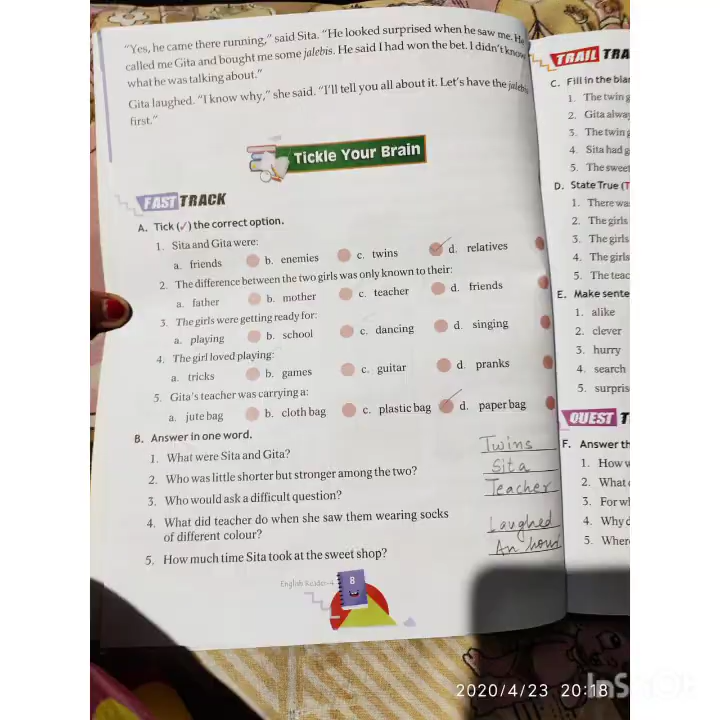 "Yes, he came there running," said Sita. "He looked surprised when he saw me. He
called me Gita and bought me some jalebis. He said I had won the bet. I didn't know
what he was talking about."
Gita laughed. "I know why," she said. "I'll tell you all about it. Let's have the jalebis
first."
Tickle Your Brain
FAST TRACK
A. Tick (✓) the correct option.
1. Sita and Gita were:
a. friends b. enemies c. twins d. relatives
2. The difference between the two girls was only known to their:
a. father b. mother c. teacher d. friends
3. The girls were getting ready for:
a. playing b. school c. dancing d. singing
4. The girl loved playing:
a. tricks b. games c. guitar d. pranks
5. Gita's teacher was carrying a:
a. jute bag b. cloth bag c. plastic bag d. paper bag
B. Answer in one word.
1. What were Sita and Gita? Twins
2. Who was little shorter but stronger among the two? Sita
3. Who would ask a difficult question? Teacher
4. What did teacher do when she saw them wearing socks
of different colour? Laughed
5. How much time Sita took at the sweet shop? An hour
English Reader-4 8
TRAIL TRA
C. Fill in the blan
1. The twin g
2. Gita alway
3. The twin g
4. Sita had g
5. The sweet
D. State True (T
1. There wa
2. The girls
3. The girls
4. The girls
5. The teac
E. Make sente
1. alike
2. clever
3. hurry
4. search
5. surpris
QUEST T
F. Answer th
1. How w
2. What
3. For w
4. Why
5. Wher
2020/4/23 20:18
InShOt